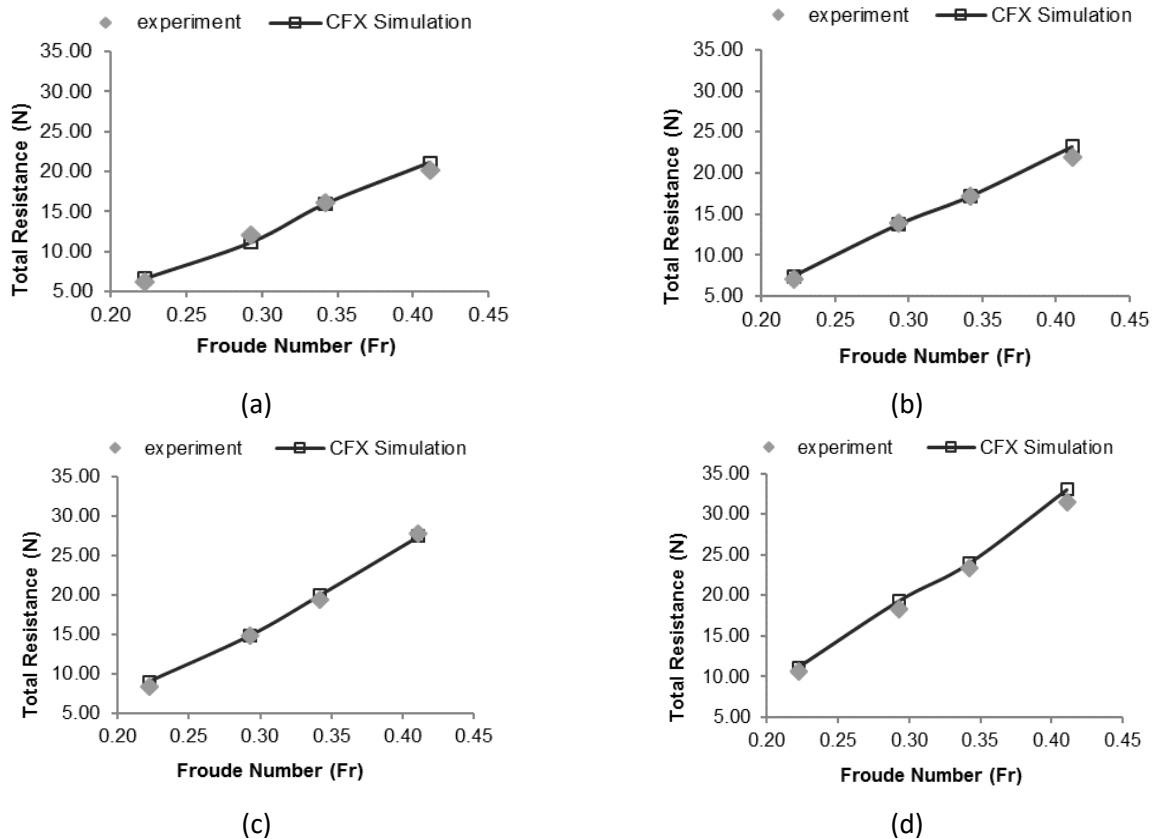 experiment CFX Simulation
35.00
30.00
25.00
20.00
15.00
10.00
5.00
Total Resistance (N)
0.20 0.25 0.30 0.35 0.40 0.45
Froude Number (Fr)
(a)
experiment CFX Simulation
35.00
30.00
25.00
20.00
15.00
10.00
5.00
Total Resistance (N)
0.20 0.25 0.30 0.35 0.40 0.45
Froude Number (Fr)
(b)
experiment CFX Simulation
35.00
30.00
25.00
20.00
15.00
10.00
5.00
Total Resistance (N)
0.20 0.25 0.30 0.35 0.40 0.45
Froude Number (Fr)
(c)
experiment CFX Simulation
35.00
30.00
25.00
20.00
15.00
10.00
5.00
Total Resistance (N)
0.20 0.25 0.30 0.35 0.40 0.45
Froude Number (Fr)
(d)